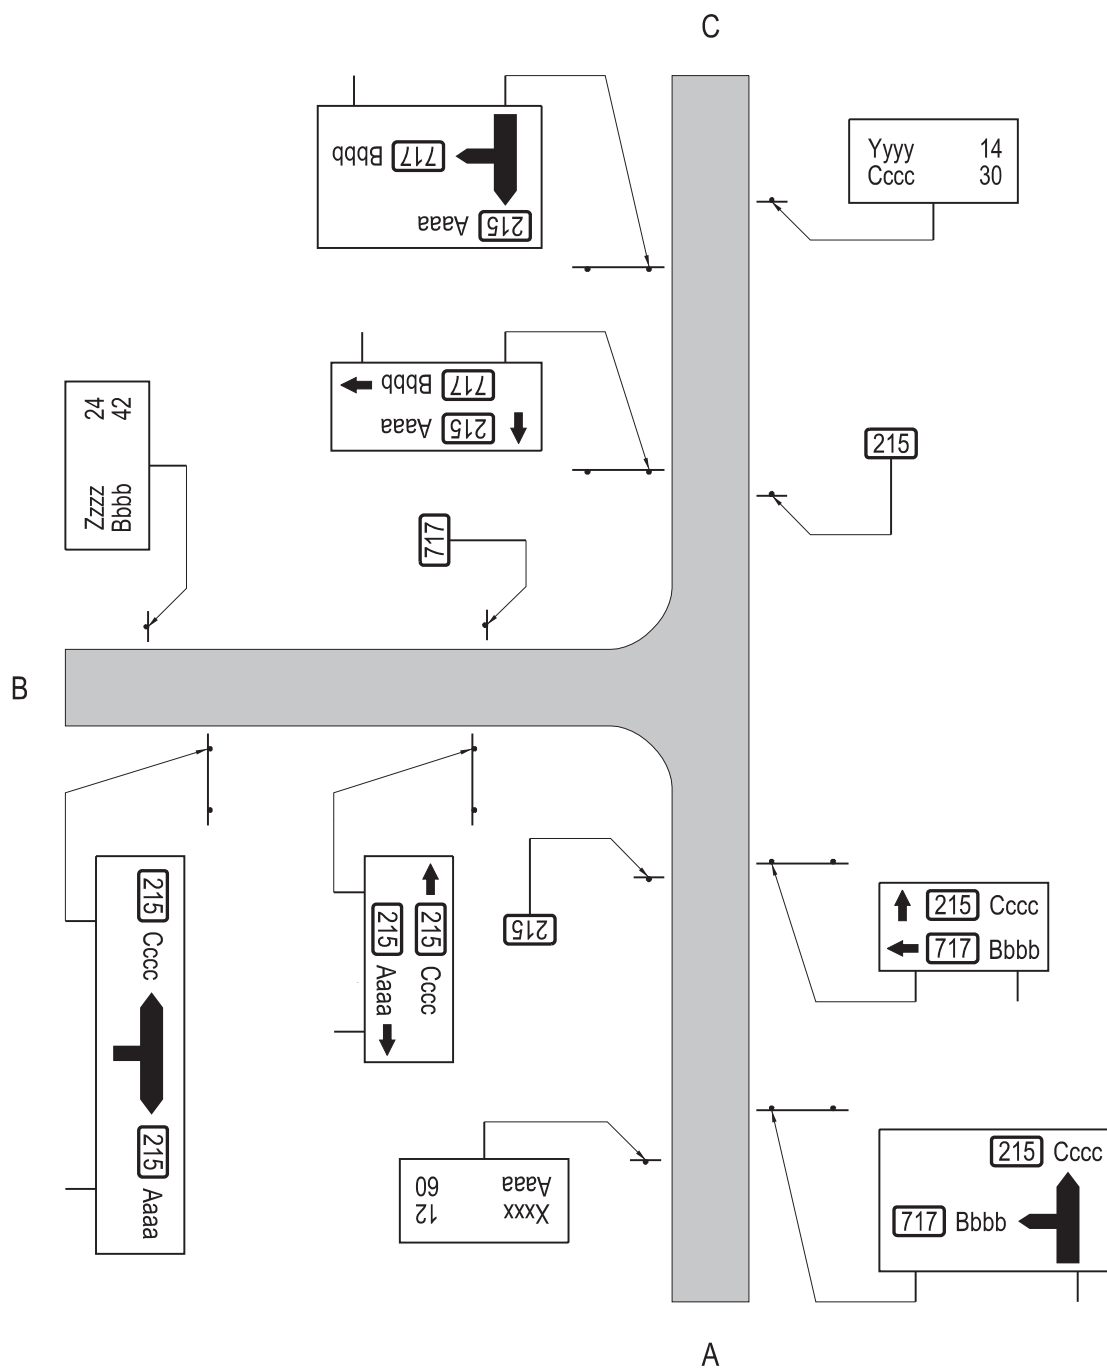 C
717 Bbbb
215 Aaaa
Yyyy 14
Cccc 30
717 Bbbb
215 Aaaa
Zzzz 24
Bbbb 42
717
215
B
215 Cccc
215 Aaaa
215 Cccc
215 Aaaa
215
215 Cccc
717 Bbbb
Xxxx 12
Aaaa 60
215 Cccc
717 Bbbb
A